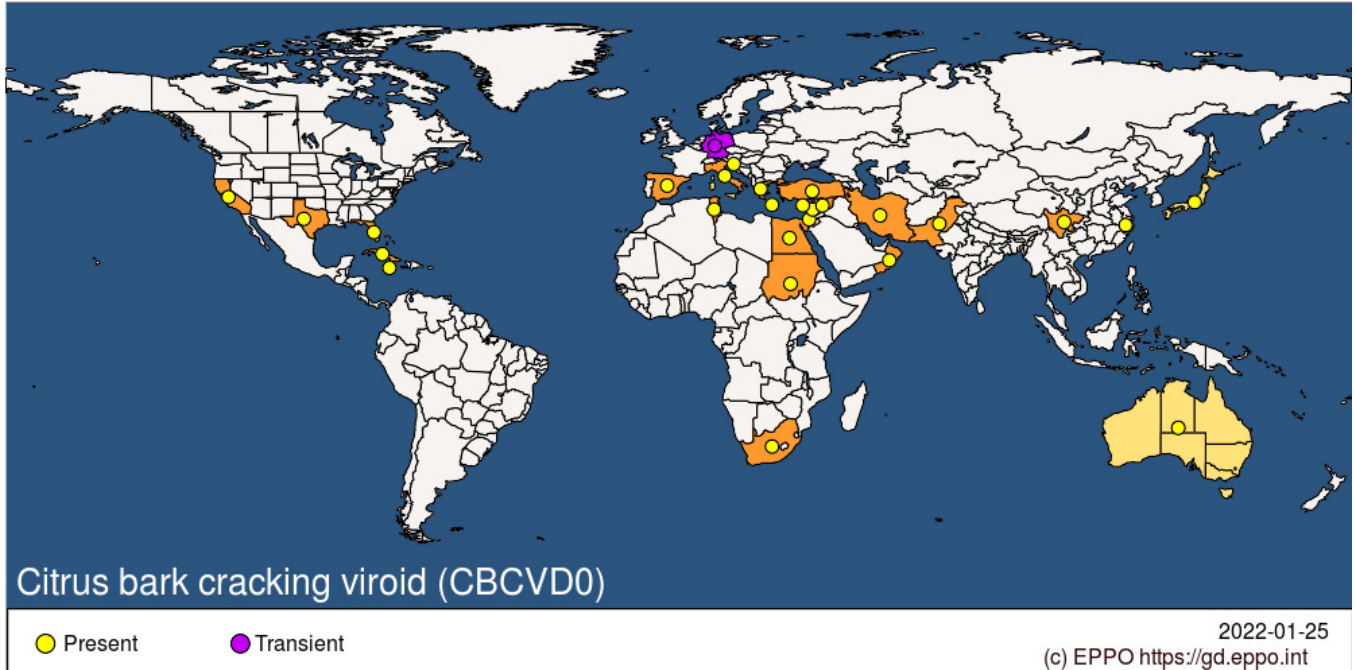 Citrus bark cracking viroid (CBCVD0)
Present
Transient
2022-01-25
(c) EPPO https://gd.eppo.int